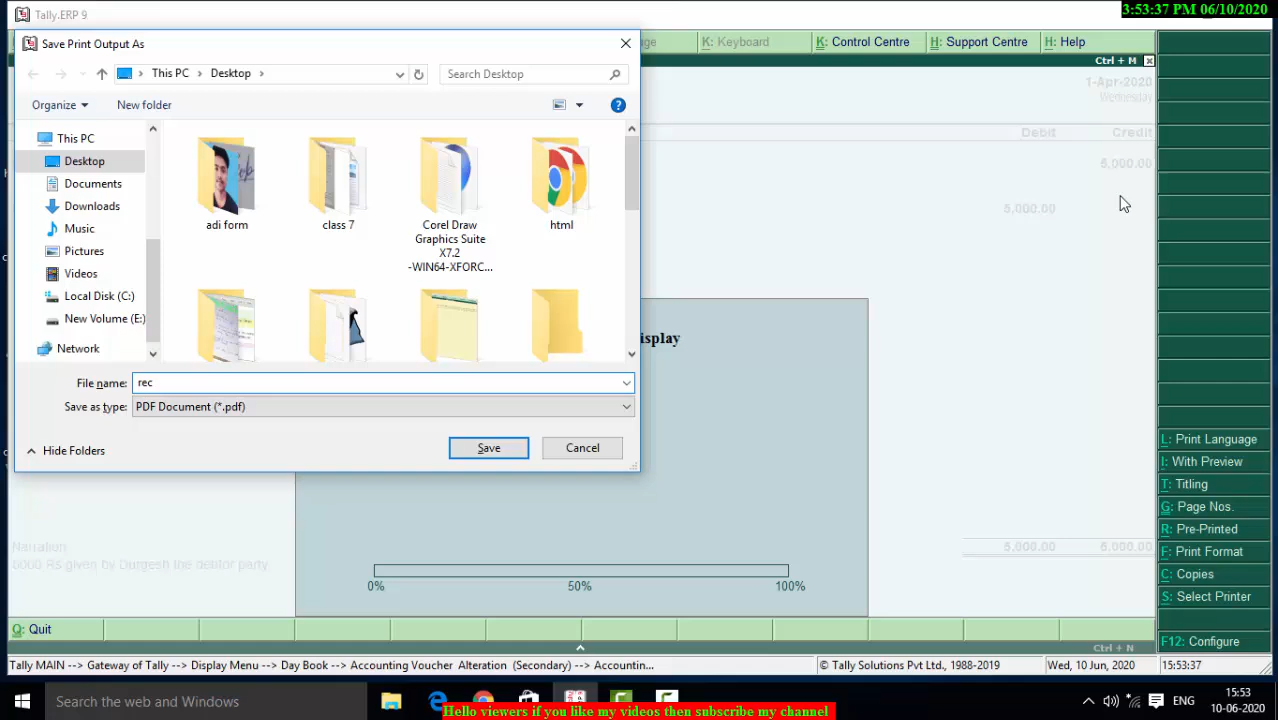 Tally.ERP 9
3:53:37 PM 06/10/2020
Save Print Output As
K: Keyboard
K: Control Centre
H: Support Centre
H: Help
Ctrl + M
This PC
Desktop
Search Desktop
1-Apr-2020
Wednesday
Organize
New folder
Debit
Credit
This PC
Desktop
Documents
Downloads
Music
Pictures
Videos
Local Disk (C:)
New Volume (E:)
Network
adi form
class 7
Corel Draw
Graphics Suite
X7.2
-WIN64-XFORC...
html
5,000.00
5,000.00
isplay
File name:
rec
Save as type:
PDF Document (*.pdf)
Hide Folders
Save
Cancel
L: Print Language
I: With Preview
T: Titling
G: Page Nos.
R: Pre-Printed
F: Print Format
C: Copies
S: Select Printer
F12: Configure
Narration
5000 Rs given by Durgesh the debitor party
5,000.00
5,000.00
0%
50%
100%
Q: Quit
Ctrl + N
Tally MAIN --> Gateway of Tally --> Display Menu --> Day Book --> Accounting Voucher Alteration (Secondary) --> Accountin...
© Tally Solutions Pvt Ltd., 1988-2019
Wed, 10 Jun, 2020
15:53:37
Search the web and Windows
ENG
15:53
10-06-2020
Hello viewers if you like my videos then subscribe my channel